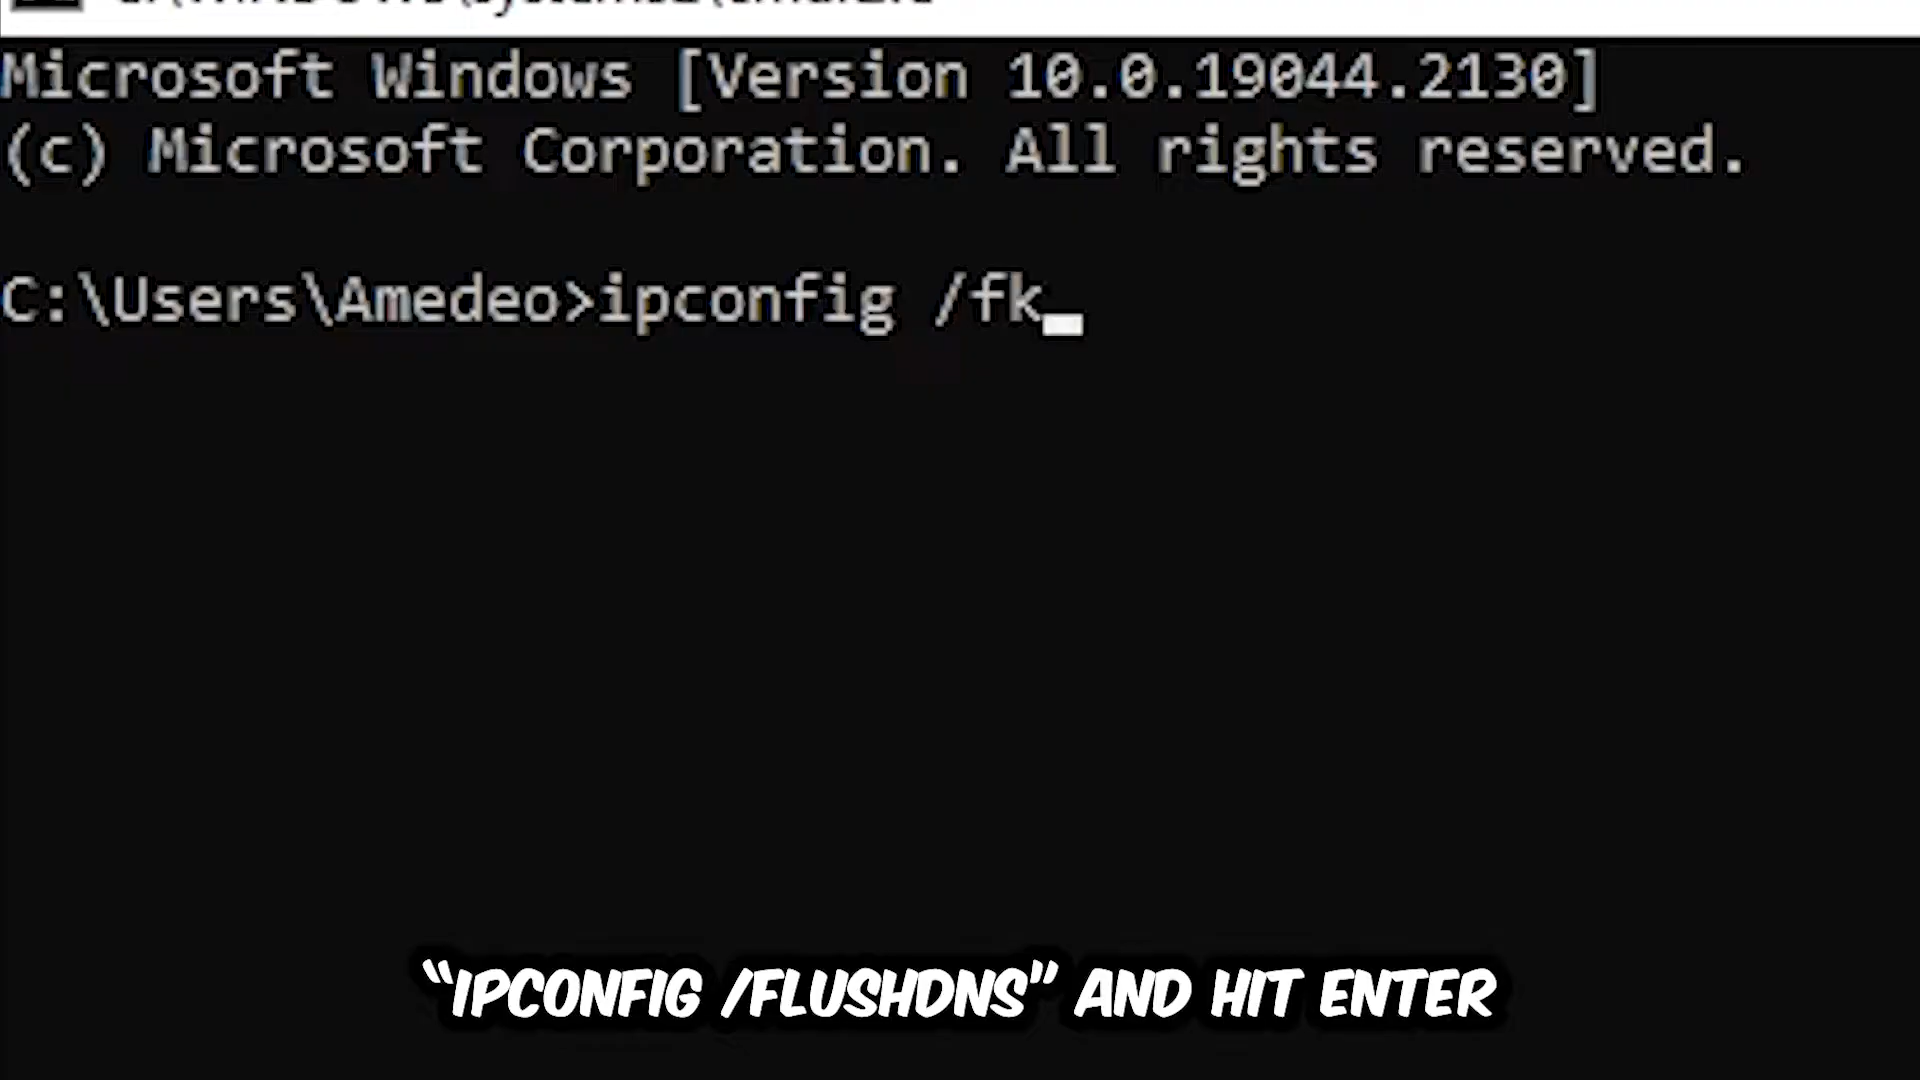 Microsoft Windows [Version 10.0.19044.2130]
(c) Microsoft Corporation. All rights reserved.
C:\Users\Amedeo>ipconfig /fk
“IPCONFIG /FLUSHDNS” AND HIT ENTER